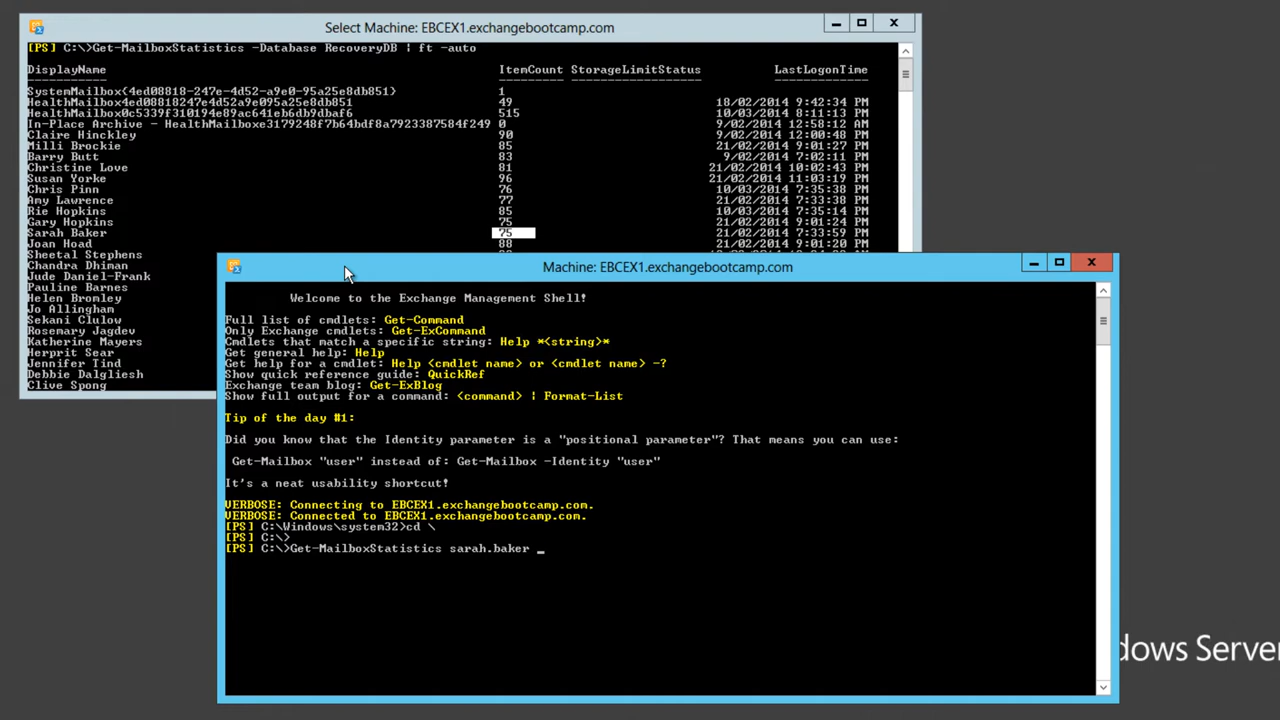 Select Machine: EBCEX1.exchangebootcamp.com
[PS] C:\>Get-MailboxStatistics -Database RecoveryDB | ft -auto
DisplayName ItemCount StorageLimitStatus LastLogonTime
----------- --------- ------------------ -------------
SystemMailbox{4ed08818-247e-4d52-a9e0-95a25e8db851} 1
HealthMailbox4ed08818247e4d52a9e095a25e8db851 49 18/02/2014 9:42:34 PM
HealthMailbox0c5339f310194e89ac641eb6db9dbaf6 515 10/03/2014 8:11:13 PM
In-Place Archive - HealthMailboxe3179248f7b64bdf8a7923387584f249 0 9/02/2014 12:58:12 AM
Claire Hinckley 90 9/02/2014 12:00:48 PM
Milli Brockie 85 21/02/2014 9:01:27 PM
Barry Butt 83 9/02/2014 7:02:11 PM
Christine Love 81 21/02/2014 10:02:43 PM
Susan Yorke 96 21/02/2014 11:03:19 PM
Chris Pinn 76 10/03/2014 7:35:38 PM
Amy Lawrence 77 21/02/2014 7:33:38 PM
Rie Hopkins 85 10/03/2014 7:35:14 PM
Gary Hopkins 75 21/02/2014 9:01:24 PM
Sarah Baker 75 21/02/2014 7:33:59 PM
Joan Hoad 88 21/02/2014 9:01:20 PM
Sheetal Stephens
Chandra Dhiman
Jude Daniel-Frank
Pauline Barnes
Helen Bromley
Jo Allingham
Sekani Clulow
Rosemary Jagdev
Katherine Mayers
Herprit Sear
Jennifer Tind
Debbie Dalgliesh
Clive Spong
Machine: EBCEX1.exchangebootcamp.com
Welcome to the Exchange Management Shell!
Full list of cmdlets: Get-Command
Only Exchange cmdlets: Get-ExCommand
Cmdlets that match a specific string: Help *<string>*
Get general help: Help
Get help for a cmdlet: Help <cmdlet name> or <cmdlet name> -?
Show quick reference guide: QuickRef
Exchange team blog: Get-ExBlog
Show full output for a command: <command> | Format-List
Tip of the day #1:
Did you know that the Identity parameter is a "positional parameter"? That means you can use:
Get-Mailbox "user" instead of: Get-Mailbox -Identity "user"
It's a neat usability shortcut!
VERBOSE: Connecting to EBCEX1.exchangebootcamp.com.
VERBOSE: Connected to EBCEX1.exchangebootcamp.com.
[PS] C:\Windows\system32>cd \
[PS] C:\>
[PS] C:\>Get-MailboxStatistics sarah.baker _
dows Server